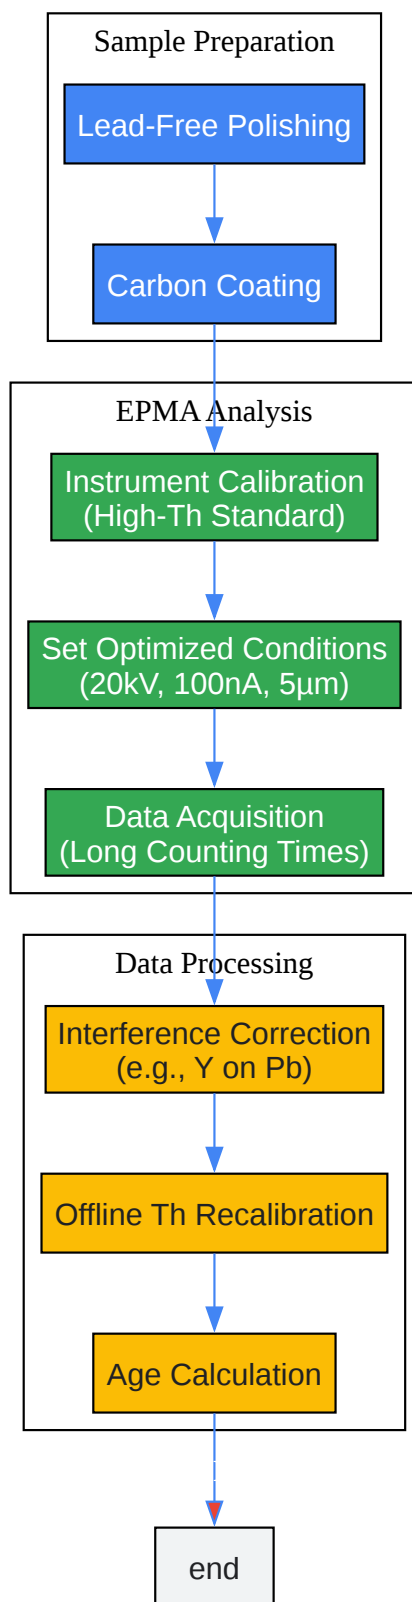 Sample Preparation
Lead-Free Polishing
Carbon Coating
EPMA Analysis
Instrument Calibration
(High-Th Standard)
Set Optimized Conditions
(20kV, 100nA, 5µm)
Data Acquisition
(Long Counting Times)
Data Processing
Interference Correction
(e.g., Y on Pb)
Offline Th Recalibration
Age Calculation
end